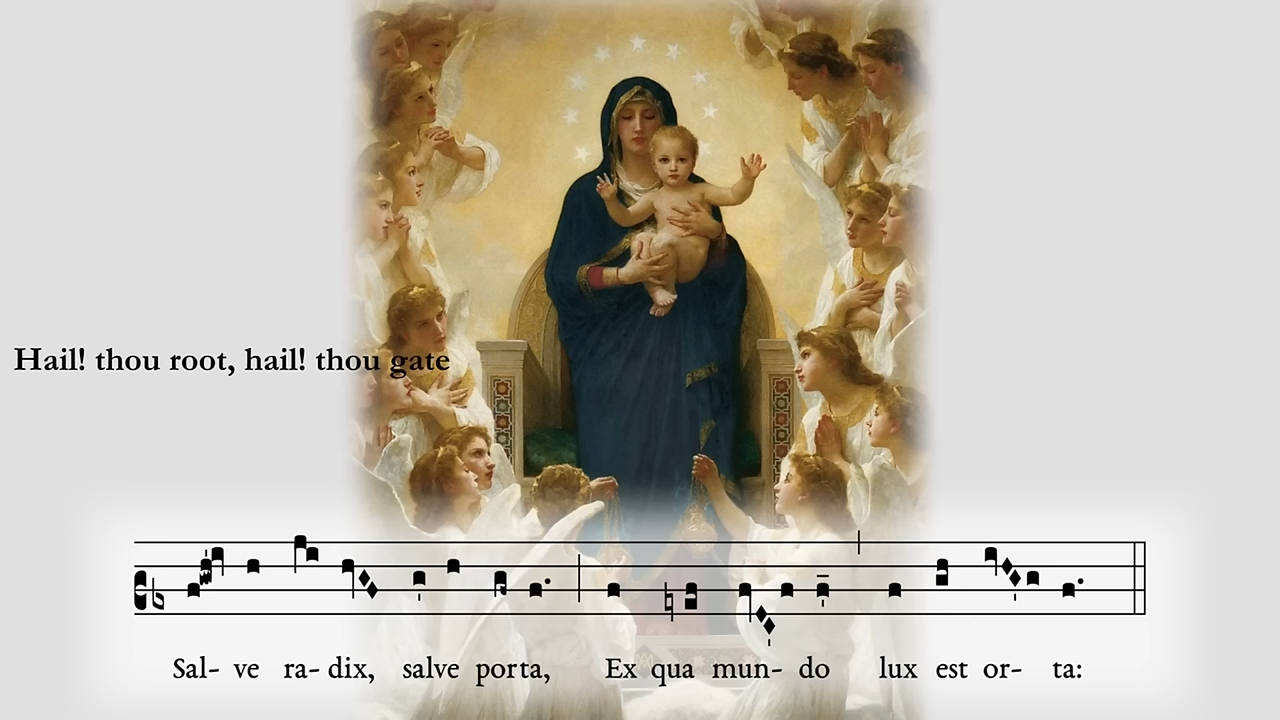 Hail! thou root, hail! thou gate
Sal- ve ra- dix, salve porta, Ex qua mun- do lux est or- ta: